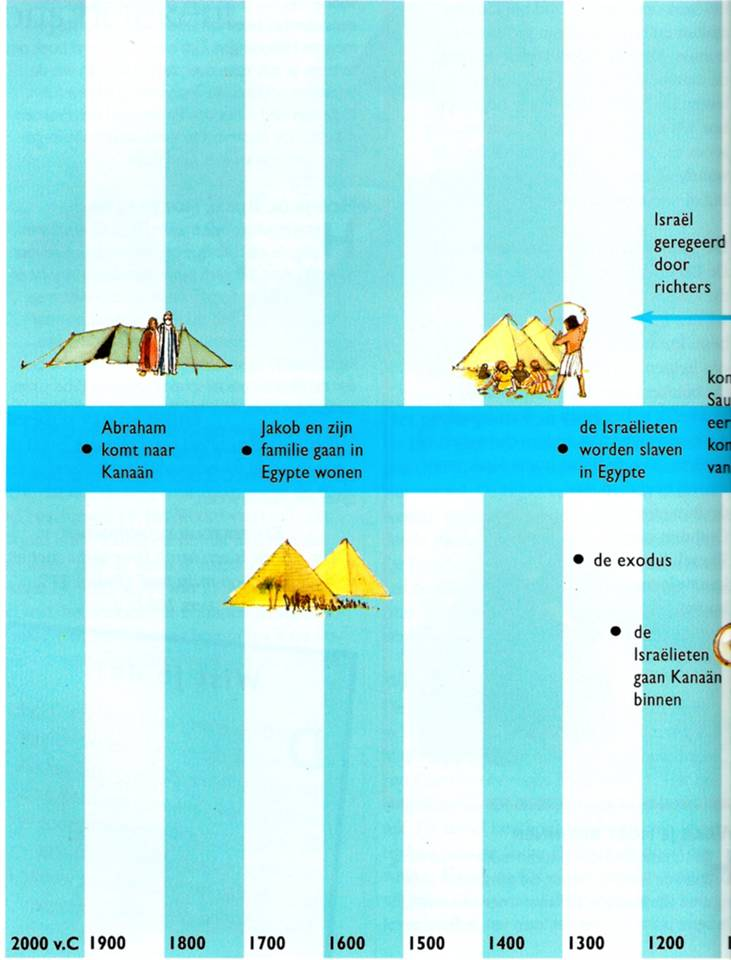 Israël
geregeerd
door
richters
Abraham
komt naar
Kanaän
Jakob en zijn
familie gaan in
Egypte wonen
de Israëlieten
worden slaven
in Egypte
de exodus
de
Israëlieten
gaan Kanaän
binnen
2000 v.C 1900 1800 1700 1600 1500 1400 1300 1200